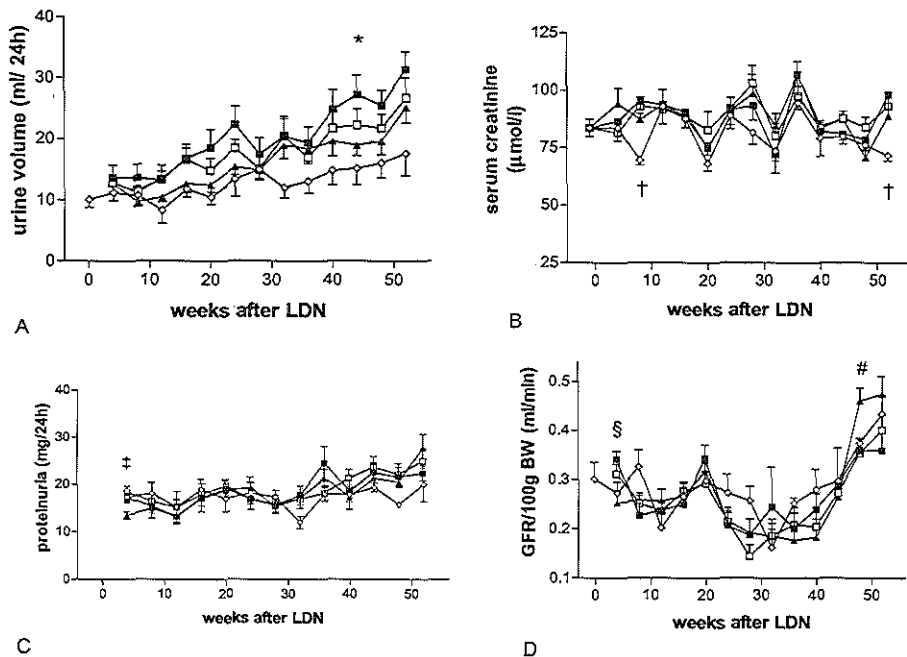 urine volume (ml/ 24h)
40
30
20
10
0
*
0 10 20 30 40 50
weeks after LDN
A
serum creatinine
(μmol/l)
125
100
75
50
25
†
†
0 10 20 30 40 50
weeks after LDN
B
proteinuria (mg/24h)
40
30
20
10
0
‡
0 10 20 30 40 50
weeks after LDN
C
GFR/100g BW (ml/min)
0.5
0.4
0.3
0.2
0.1
§
#
0 10 20 30 40 50
weeks after LDN
D